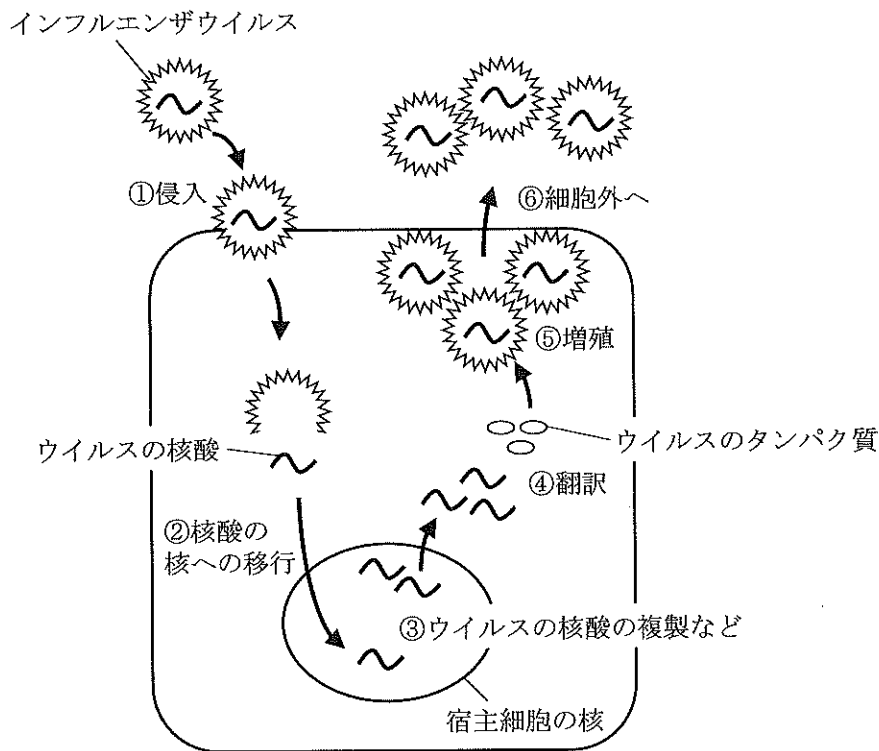 インフルエンザウイルス
①侵入
⑥細胞外へ
⑤増殖
ウイルスのタンパク質
ウイルスの核酸
④翻訳
②核酸の
核への移行
③ウイルスの核酸の複製など
宿主細胞の核